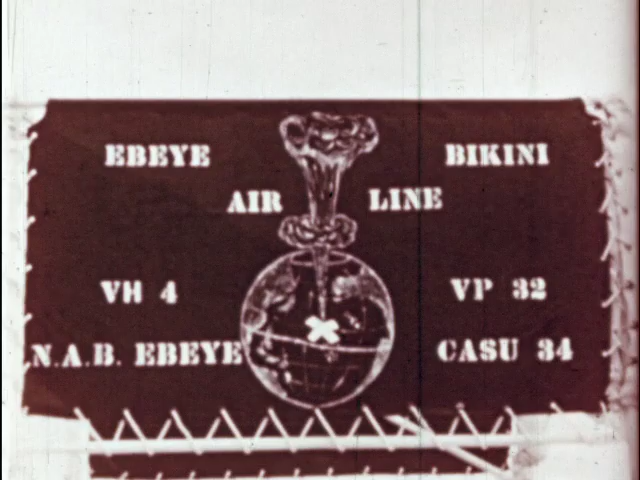 EBEYE BIKINI
AIR LINE
VH 4 VP 32
N.A.B. EBEYE CASU 34